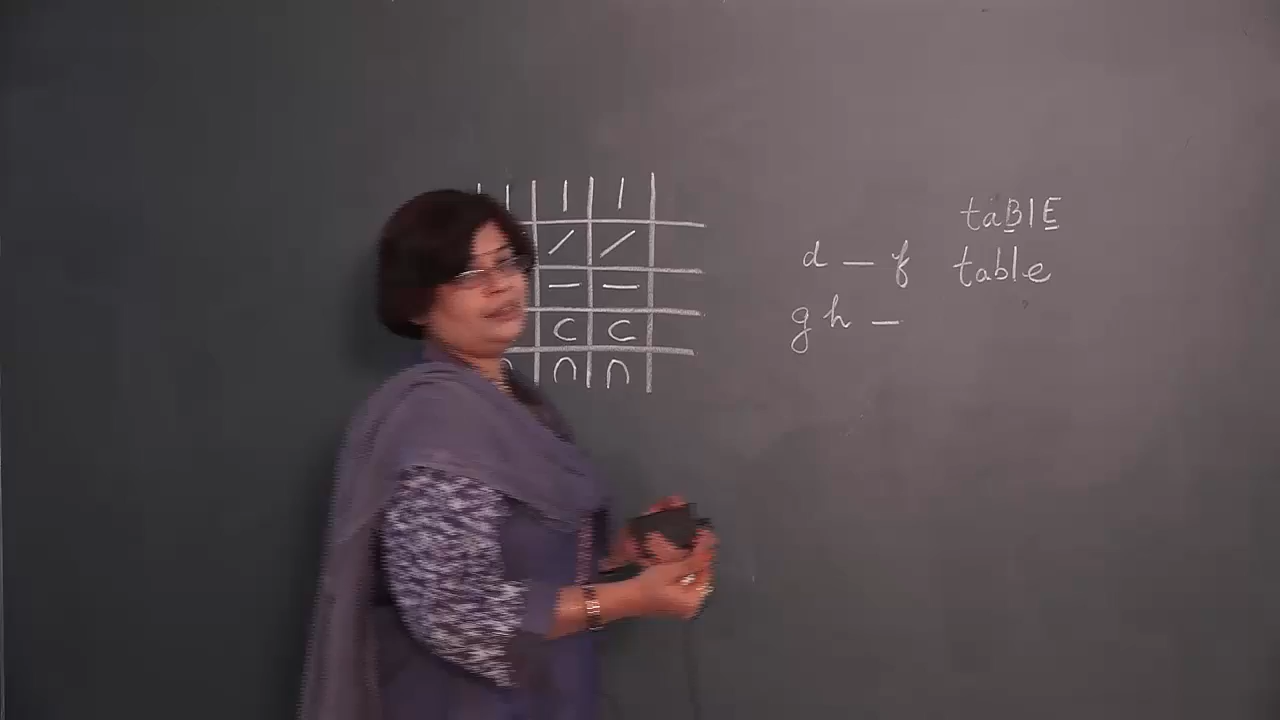 taBlE
d — f table
g h —